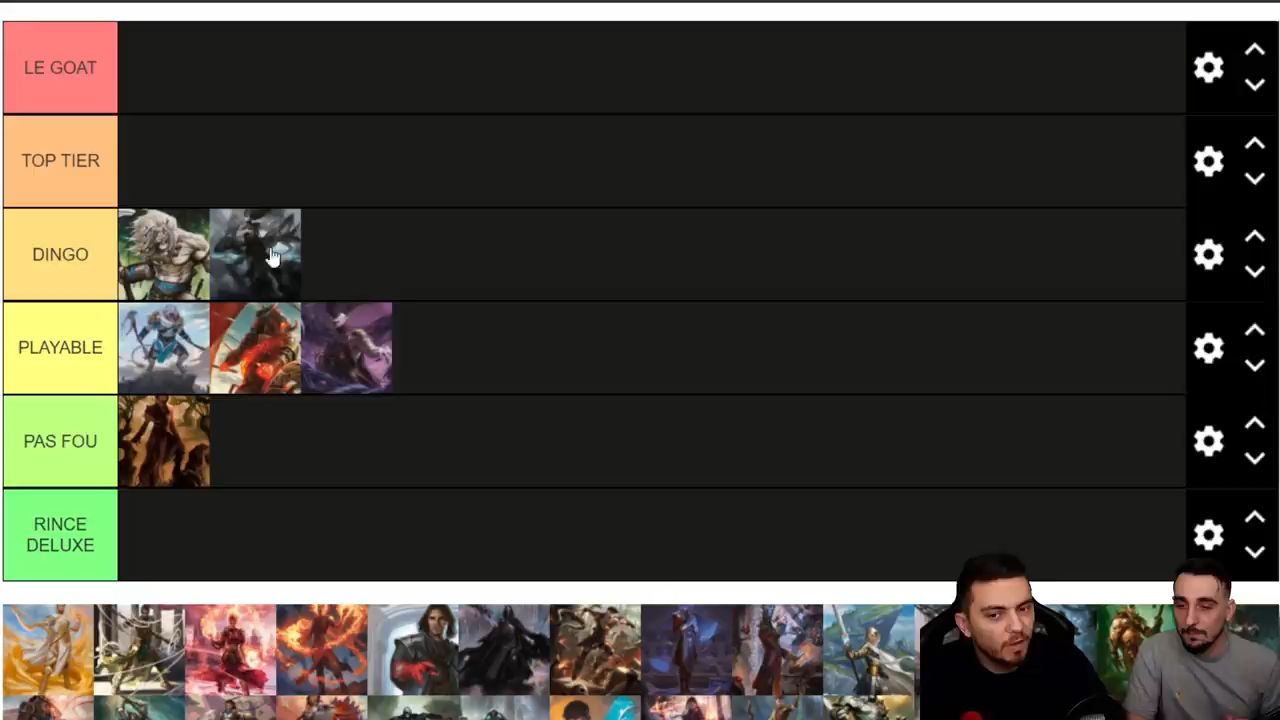 LE GOAT
TOP TIER
DINGO
PLAYABLE
PAS FOU
RINCE
DELUXE